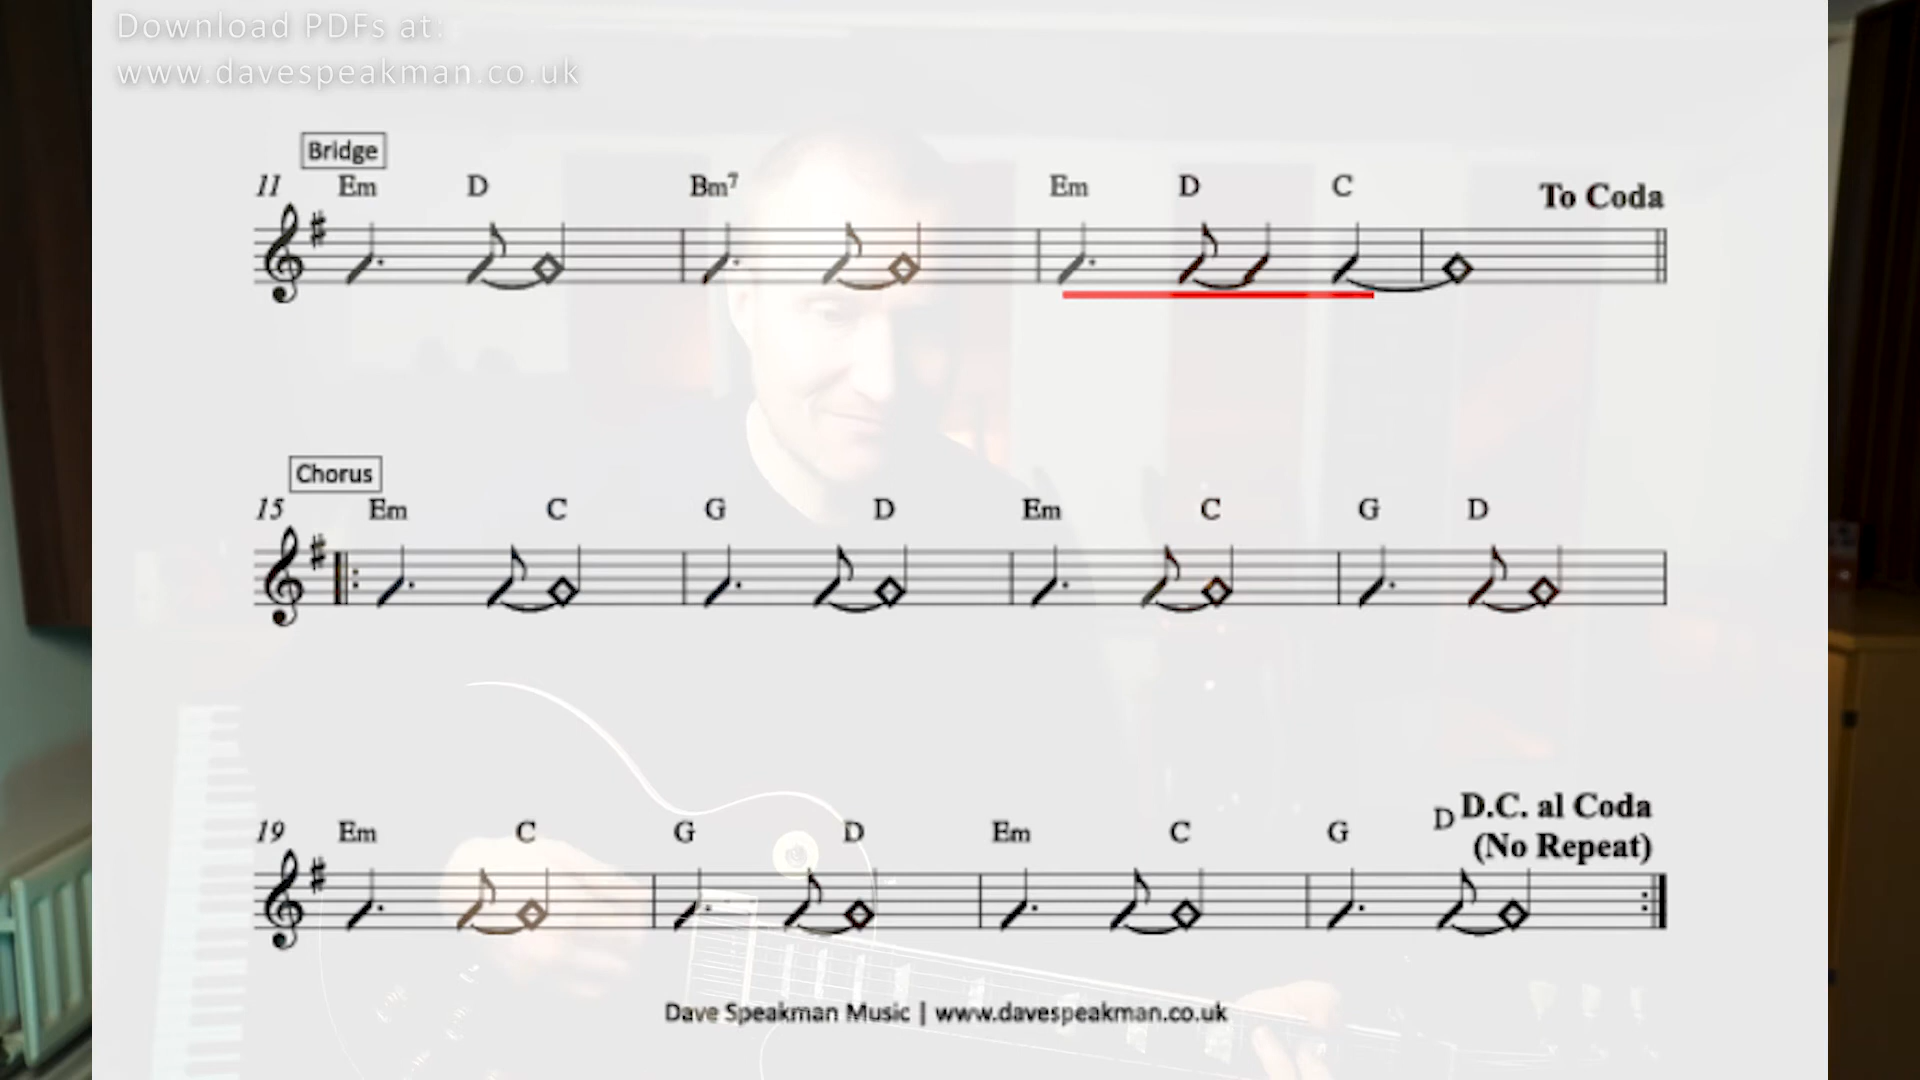 Download PDFs at:
www.davespeakman.co.uk
Bridge
11 Em D Bm7 Em D C To Coda
Chorus
15 Em C G D Em C G D
19 Em C G D Em C G D D.C. al Coda
(No Repeat)
Dave Speakman Music | www.davespeakman.co.uk